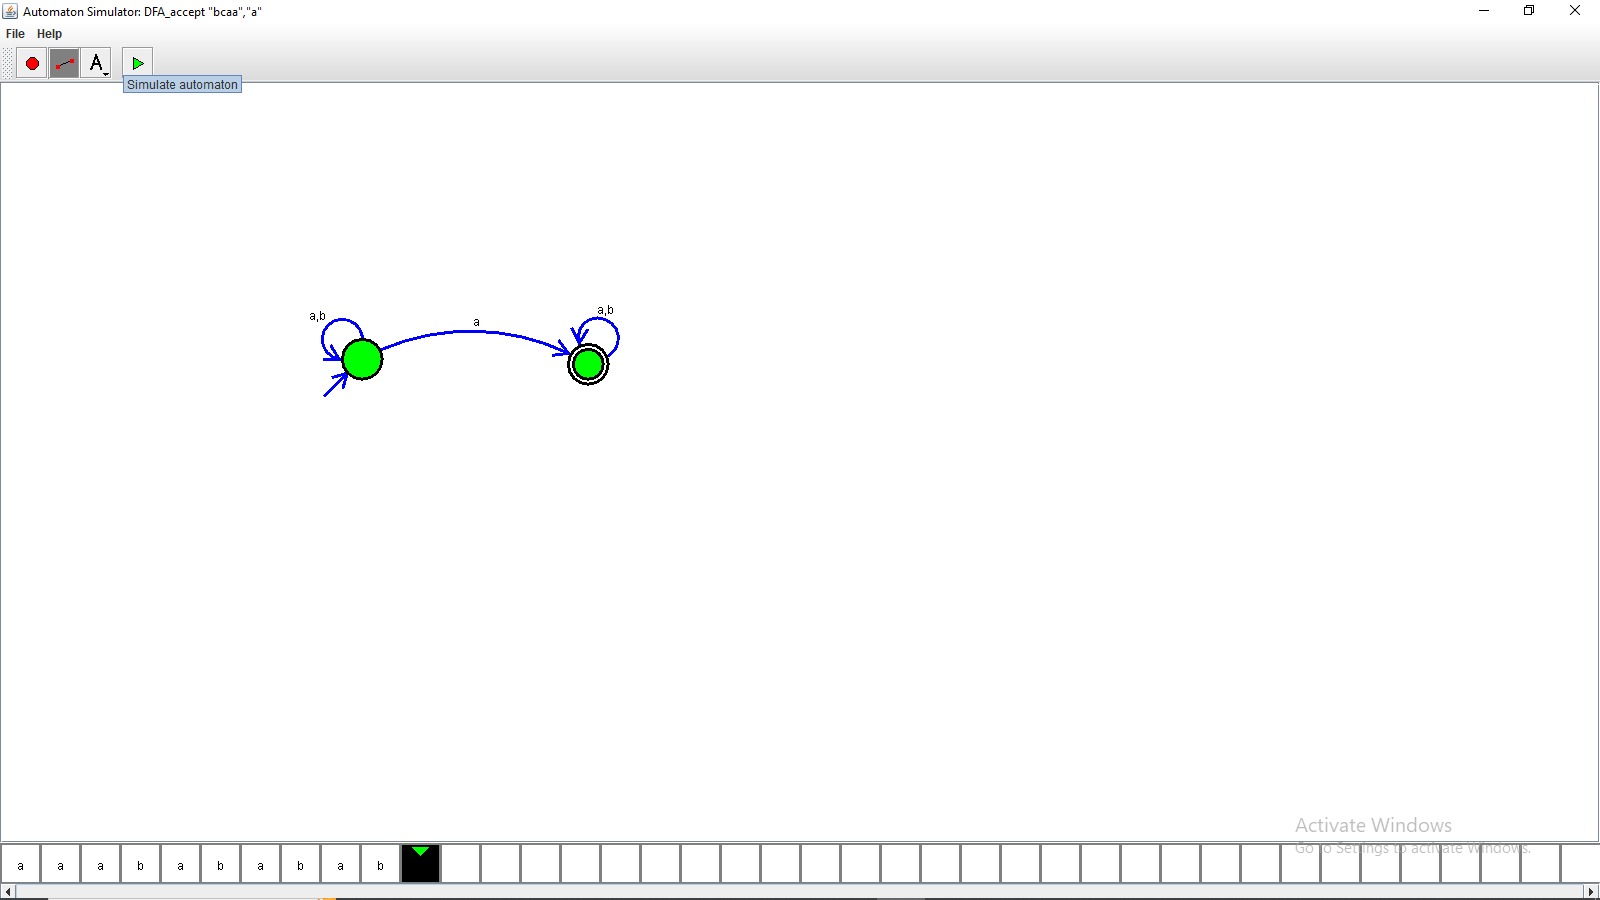 Automaton Simulator: DFA_accept "bcaa","a"
File Help
A
Simulate automaton
a,b
a
a,b
Activate Windows
Go to Settings to activate Windows.
a a a b a b a b a b